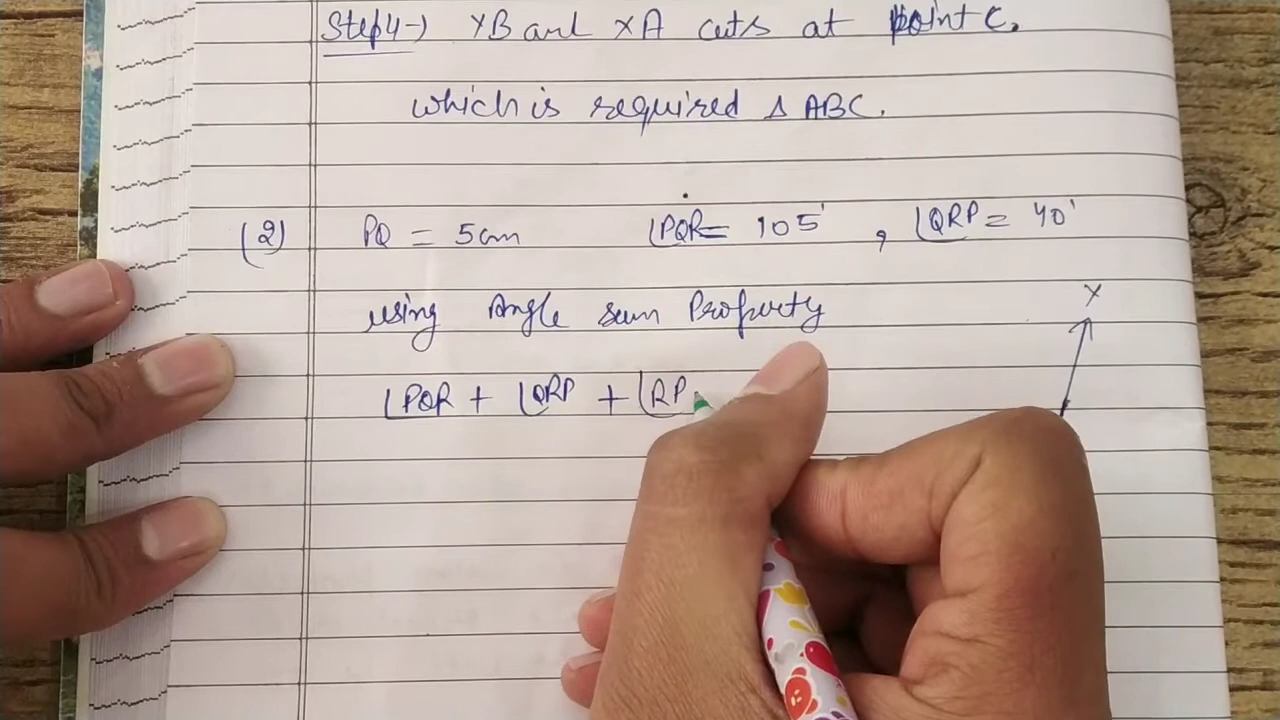 Step4→ YB and XA cuts at point C.
which is required Δ ABC.
(2) PQ = 5cm ∠PQR = 105° , ∠QRP = 40°
using Angle sum Property
X
∠PQR + ∠QRP + ∠RP